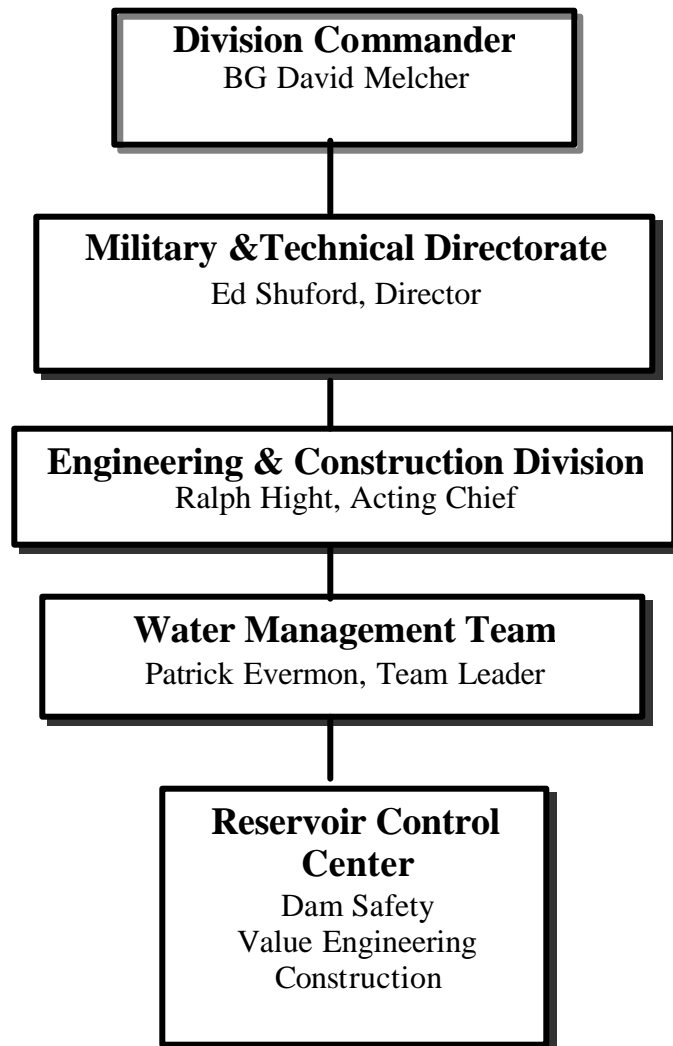 Division Commander
BG David Melcher
Military &Technical Directorate
Ed Shuford, Director
Engineering & Construction Division
Ralph Hight, Acting Chief
Water Management Team
Patrick Evermon, Team Leader
Reservoir Control
Center
Dam Safety
Value Engineering
Construction